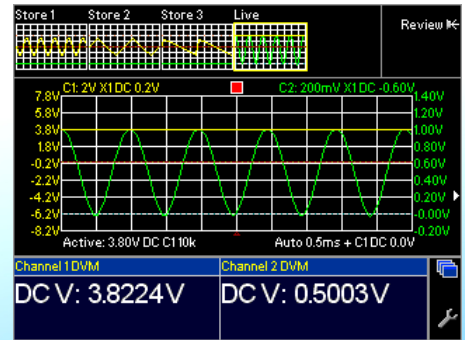 Store 1 Store 2 Store 3 Live
Review
C1: 2V X1 DC 0.2V C2: 200mV X1 DC -0.60V
7.8V 1.40V
5.8V 1.20V
3.8V 1.00V
1.8V 0.80V
-0.2V 0.60V
-2.2V 0.40V
-4.2V 0.20V
-6.2V -0.00V
-8.2V -0.20V
Active: 3.80V DC C1 10k Auto 0.5ms + C1 DC 0.0V
Channel 1 DVM Channel 2 DVM
DC V: 3.8224V DC V: 0.5003V